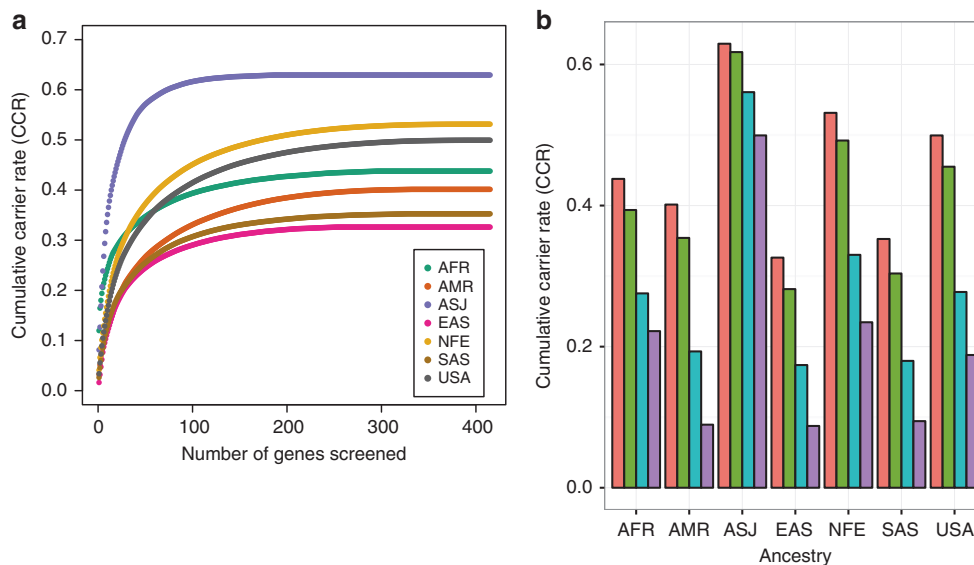 a
Cumulative carrier rate (CCR)
0.7
0.6
0.5
0.4
0.3
0.2
0.1
0.0
0
100
200
300
400
Number of genes screened
AFR
AMR
ASJ
EAS
NFE
SAS
USA
b
Cumulative carrier rate (CCR)
0.6
0.4
0.2
0.0
AFR
AMR
ASJ
EAS
NFE
SAS
USA
Ancestry